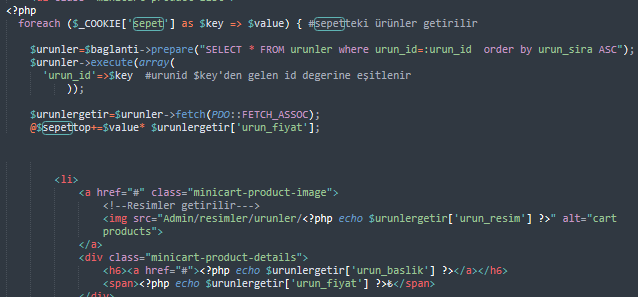 <?php
foreach ($_COOKIE['sepet'] as $key => $value) { #sepetteki ürünler getirilir
$urunler=$baglanti->prepare("SELECT * FROM urunler where urun_id=:urun_id order by urun_sira ASC");
$urunler->execute(array(
'urun_id'=>$key #urunid $key'den gelen id degerine eşitlenir
));
$urunlergetir=$urunler->fetch(PDO::FETCH_ASSOC);
@$sepettop+=$value* $urunlergetir['urun_fiyat'];
<li>
<a href="#" class="minicart-product-image">
<!--Resimler getirilir--->
<img src="Admin/resimler/urunler/<?php echo $urunlergetir['urun_resim'] ?>" alt="cart
products">
</a>
<div class="minicart-product-details">
<h6><a href="#"><?php echo $urunlergetir['urun_baslik'] ?></a></h6>
<span><?php echo $urunlergetir['urun_fiyat'] ?>₺</span>
</div>